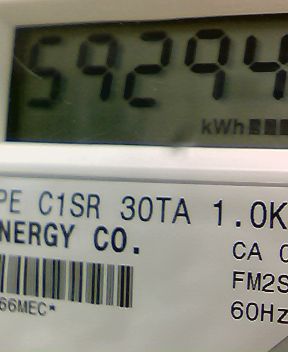 59294
kWh
PE C1SR 30TA 1.0K
NERGY CO.
CA
FM2S
60Hz
66MEC*